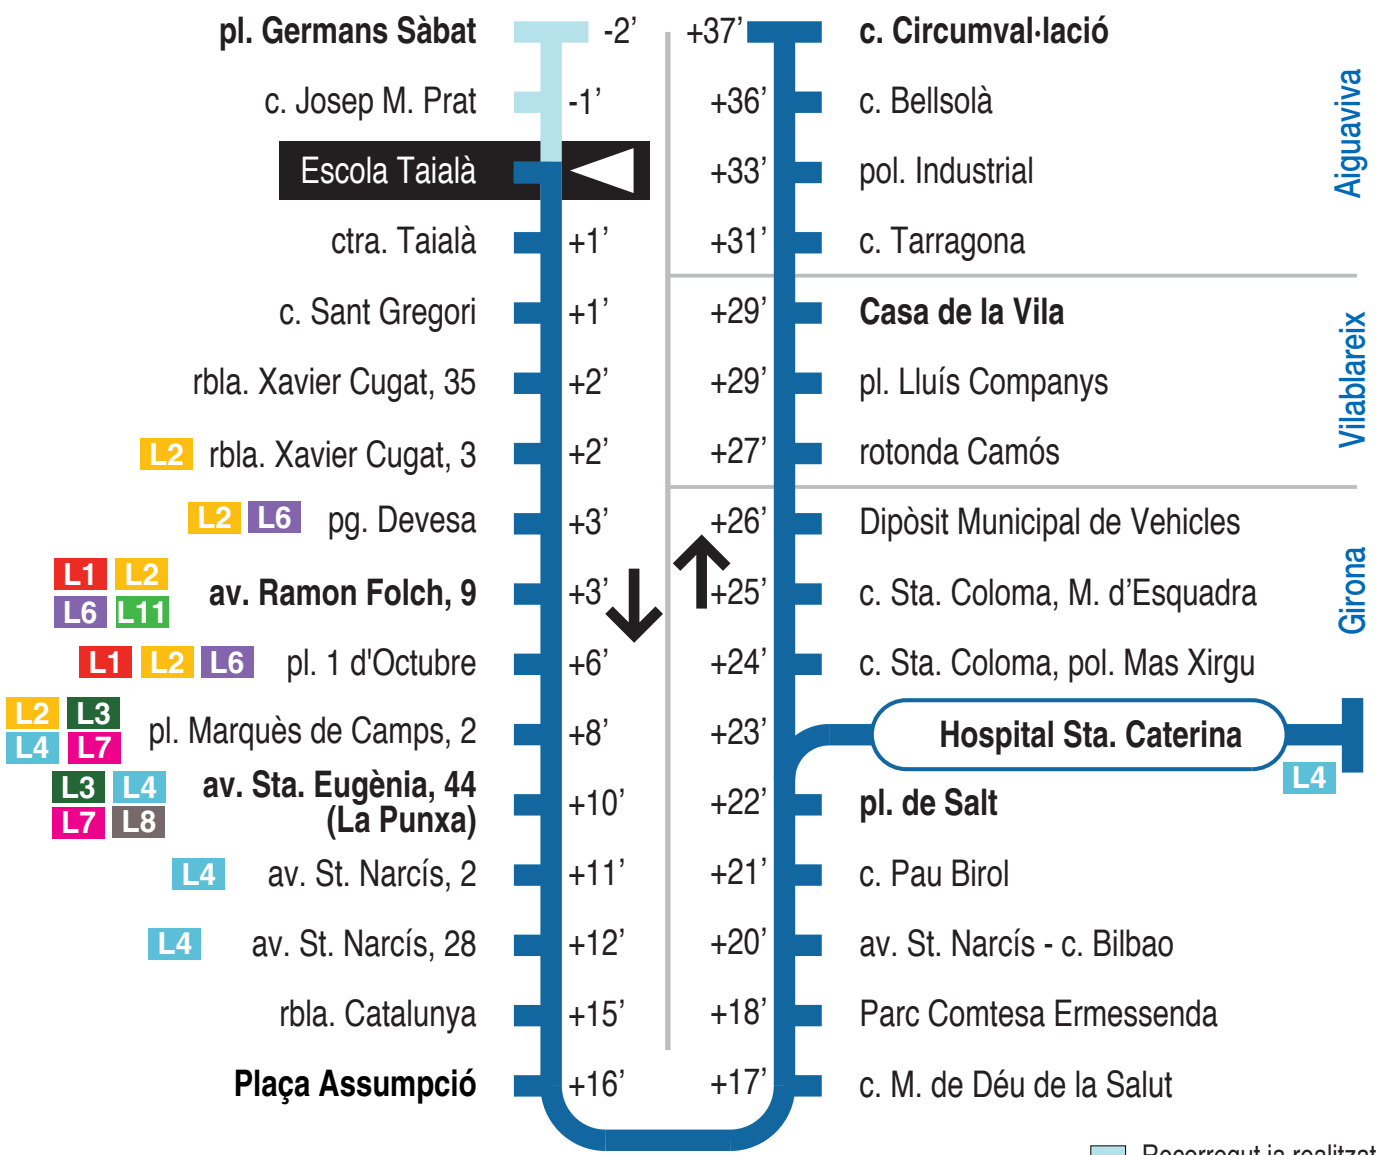 pl. Germans Sàbat -2’
c. Josep M. Prat -1’
Escola Taialà
ctra. Taialà +1’
c. Sant Gregori +1’
rbla. Xavier Cugat, 35 +2’
L2 rbla. Xavier Cugat, 3 +2’
L2 L6 pg. Devesa +3’
L1 L2
L6 L11
av. Ramon Folch, 9 +3’
L1 L2 L6 pl. 1 d'Octubre +6’
L2 L3
L4 L7
pl. Marquès de Camps, 2 +8’
L3 L4
L7 L8
av. Sta. Eugènia, 44
(La Punxa) +10’
L4 av. St. Narcís, 2 +11’
L4 av. St. Narcís, 28 +12’
rbla. Catalunya +15’
Plaça Assumpció +16’
+37’ c. Circumval·lació
+36’ c. Bellsolà
+33’ pol. Industrial
+31’ c. Tarragona
Aiguaviva
+29’ Casa de la Vila
+29’ pl. Lluís Companys
+27’ rotonda Camós
Vilablareix
+26’ Dipòsit Municipal de Vehicles
+25’ c. Sta. Coloma, M. d’Esquadra
+24’ c. Sta. Coloma, pol. Mas Xirgu
Girona
+23’ Hospital Sta. Caterina
L4
+22’ pl. de Salt
+21’ c. Pau Birol
+20’ av. St. Narcís - c. Bilbao
+18’ Parc Comtesa Ermessenda
+17’ c. M. de Déu de la Salut
Recorregut ja realitzat